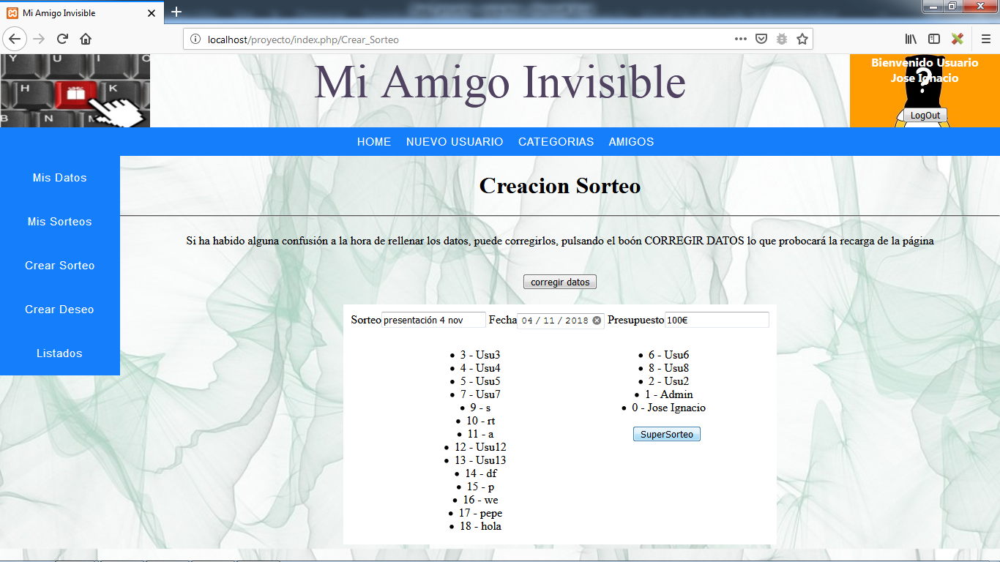 Mi Amigo Invisible
localhost/proyecto/index.php/Crear_Sorteo
Y U I O
H K
B N M
Mi Amigo Invisible
Bienvenido Usuario
Jose Ignacio
?
LogOut
HOME NUEVO USUARIO CATEGORIAS AMIGOS
Mis Datos
Mis Sorteos
Crear Sorteo
Crear Deseo
Listados
Creacion Sorteo
Si ha habido alguna confusión a la hora de rellenar los datos, puede corregirlos, pulsando el boón CORREGIR DATOS lo que probocará la recarga de la página
corregir datos
Sorteo presentación 4 nov Fecha 04 / 11 / 2018 Presupuesto 100€
3 - Usu3
4 - Usu4
5 - Usu5
7 - Usu7
9 - s
10 - rt
11 - a
12 - Usu12
13 - Usu13
14 - df
15 - p
16 - we
17 - pepe
18 - hola
6 - Usu6
8 - Usu8
2 - Usu2
1 - Admin
0 - Jose Ignacio
SuperSorteo